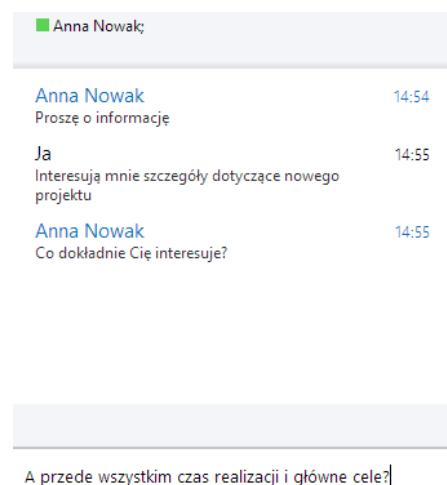 Anna Nowak;
Anna Nowak 14:54
Proszę o informację
Ja 14:55
Interesują mnie szczegóły dotyczące nowego
projektu
Anna Nowak 14:55
Co dokładnie Cię interesuje?
A przede wszystkim czas realizacji i główne cele?